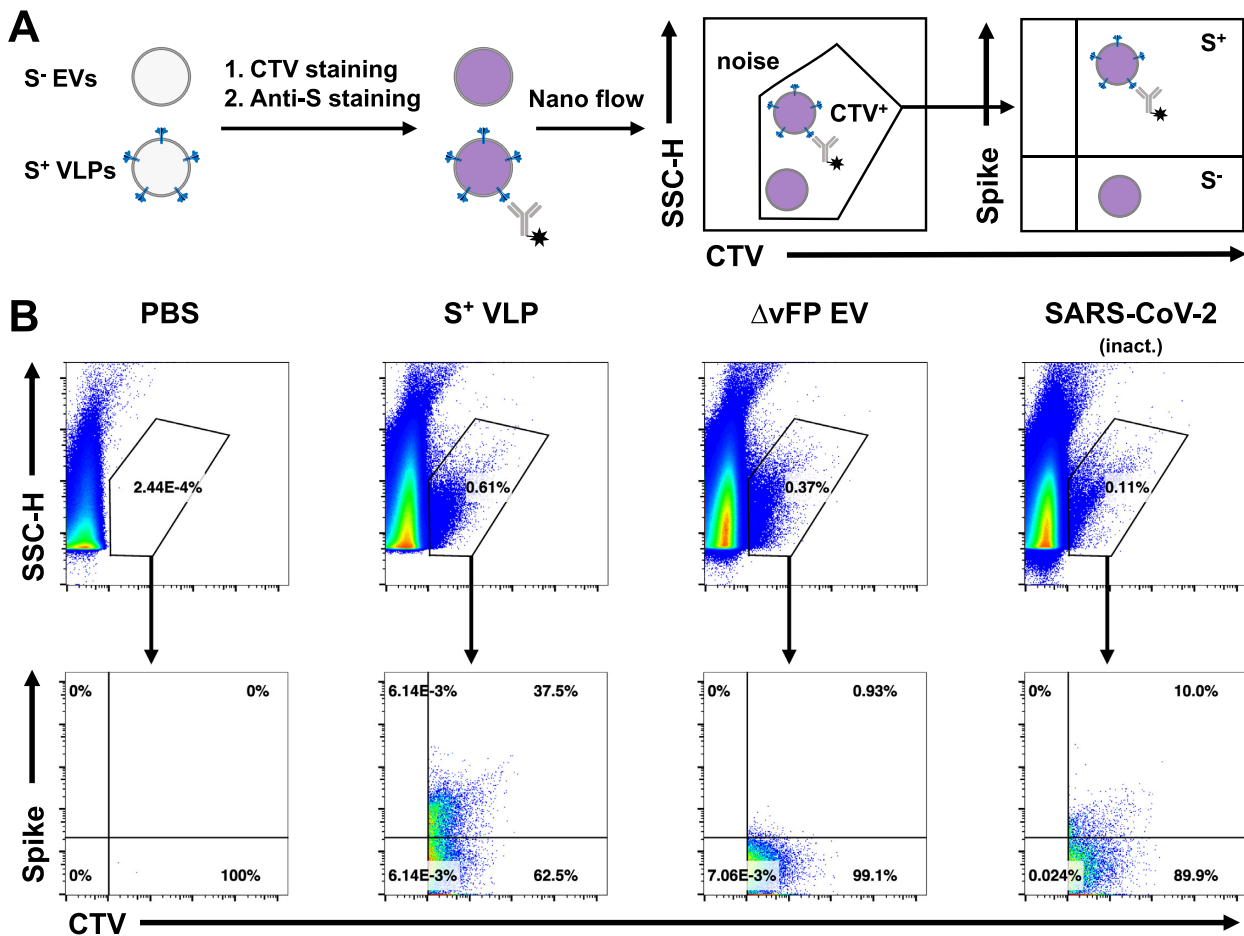 A
S- EVs
S+ VLPs
1. CTV staining
2. Anti-S staining
Nano flow
SSC-H
noise
CTV+
Spike
S+
S-
CTV
B
PBS
S+ VLP
ΔvFP EV
SARS-CoV-2
(inact.)
SSC-H
2.44E-4%
0.61%
0.37%
0.11%
Spike
0%
0%
0%
100%
6.14E-3%
37.5%
6.14E-3%
62.5%
0%
0.93%
7.06E-3%
99.1%
0%
10.0%
0.024%
89.9%
CTV